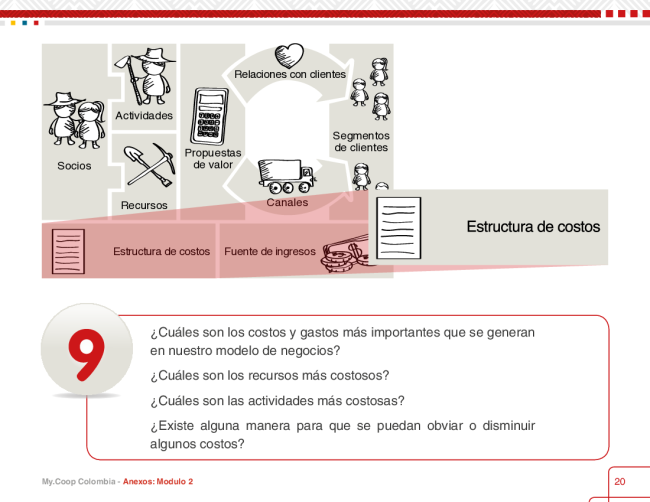 Relaciones con clientes
Actividades
Segmentos
de clientes
Propuestas
de valor
Socios
Recursos
Canales
Estructura de costos
Fuente de ingresos
Estructura de costos
9
¿Cuáles son los costos y gastos más importantes que se generan
en nuestro modelo de negocios?
¿Cuáles son los recursos más costosos?
¿Cuáles son las actividades más costosas?
¿Existe alguna manera para que se puedan obviar o disminuir
algunos costos?
My.Coop Colombia - Anexos: Modulo 2
20